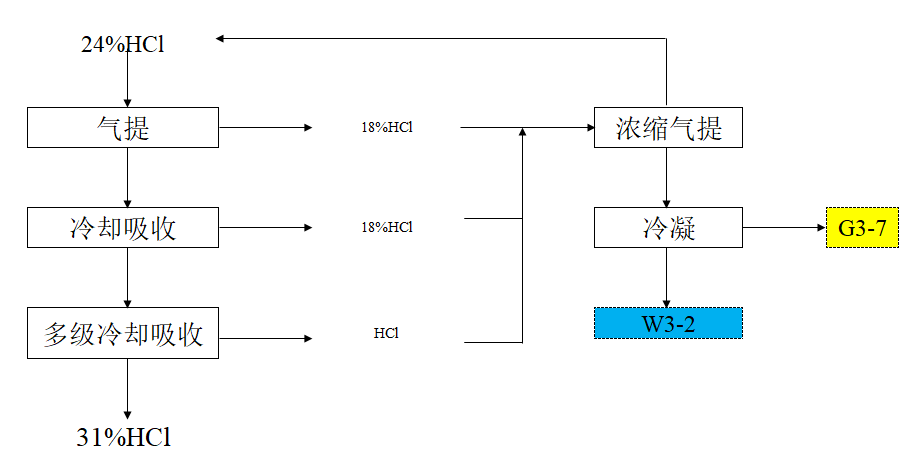 24%HCl
气提
18%HCl
浓缩气提
冷却吸收
18%HCl
冷凝
G3-7
多级冷却吸收
HCl
W3-2
31%HCl